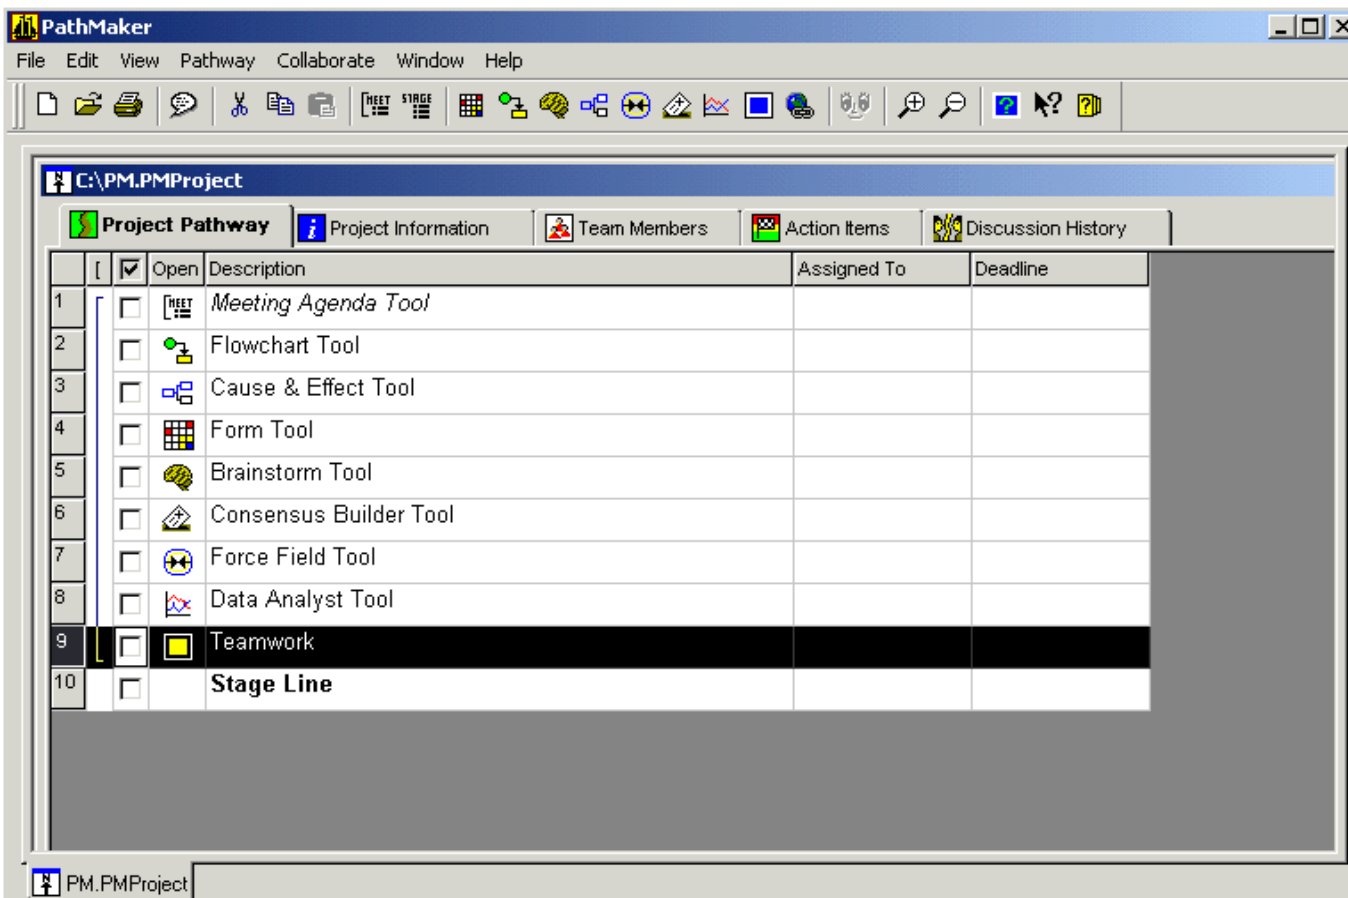 PathMaker
File Edit View Pathway Collaborate Window Help
MEET STAGE
C:\PM.PMProject
Project Pathway Project Information Team Members Action Items Discussion History
[ Open Description Assigned To Deadline
1 MEET Meeting Agenda Tool
2 Flowchart Tool
3 Cause & Effect Tool
4 Form Tool
5 Brainstorm Tool
6 Consensus Builder Tool
7 Force Field Tool
8 Data Analyst Tool
9 Teamwork
10 Stage Line
PM.PMProject